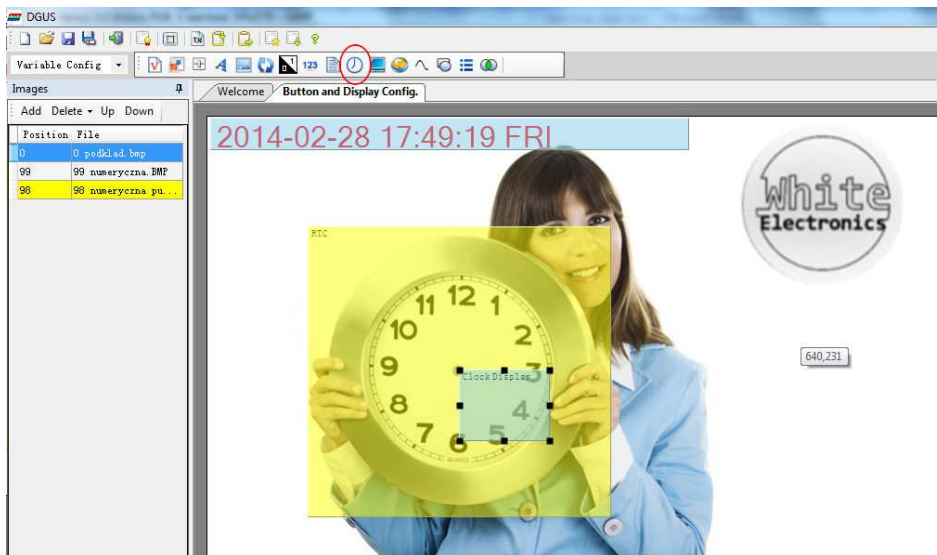 DGUS
Variable Config
123
Images
Welcome
Button and Display Config.
Add Delete Up Down
Position File
0 0 podklad.bmp
99 99 numeryczna.BMP
98 98 numeryczna pu...
2014-02-28 17:49:19 FRI
White
Electronics
RTC
12
11 1
10 2
9 3
ClockDisplay
8 4
7 5
6
QUARTZ
640,231